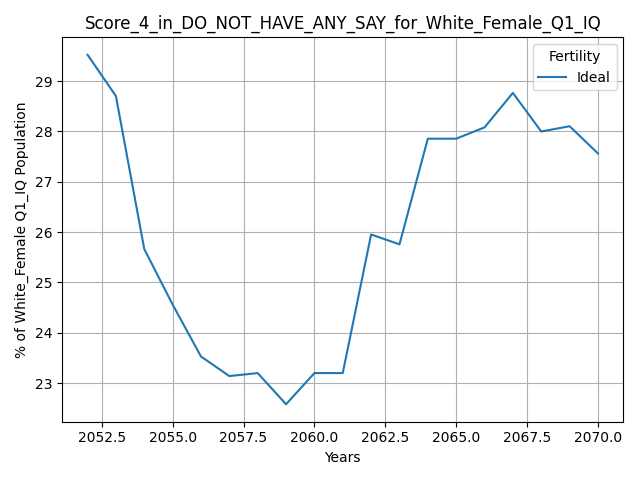 Score_4_in_DO_NOT_HAVE_ANY_SAY_for_White_Female_Q1_IQ
Fertility
Ideal
% of White_Female Q1_IQ Population
29
28
27
26
25
24
23
2052.5 2055.0 2057.5 2060.0 2062.5 2065.0 2067.5 2070.0
Years